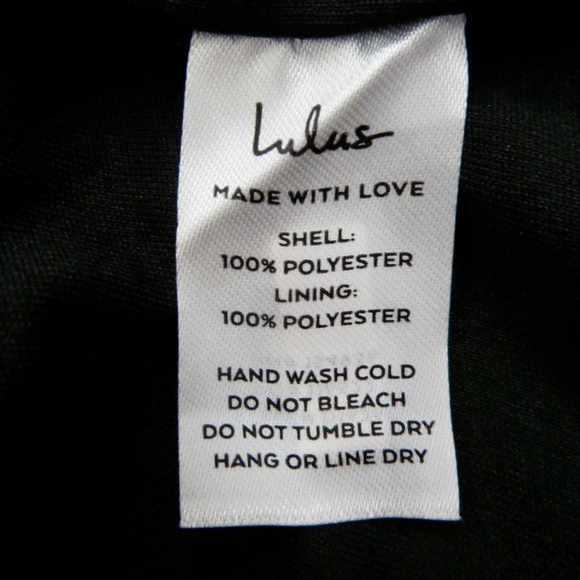 Lulus
MADE WITH LOVE
SHELL:
100% POLYESTER
LINING:
100% POLYESTER
HAND WASH COLD
DO NOT BLEACH
DO NOT TUMBLE DRY
HANG OR LINE DRY